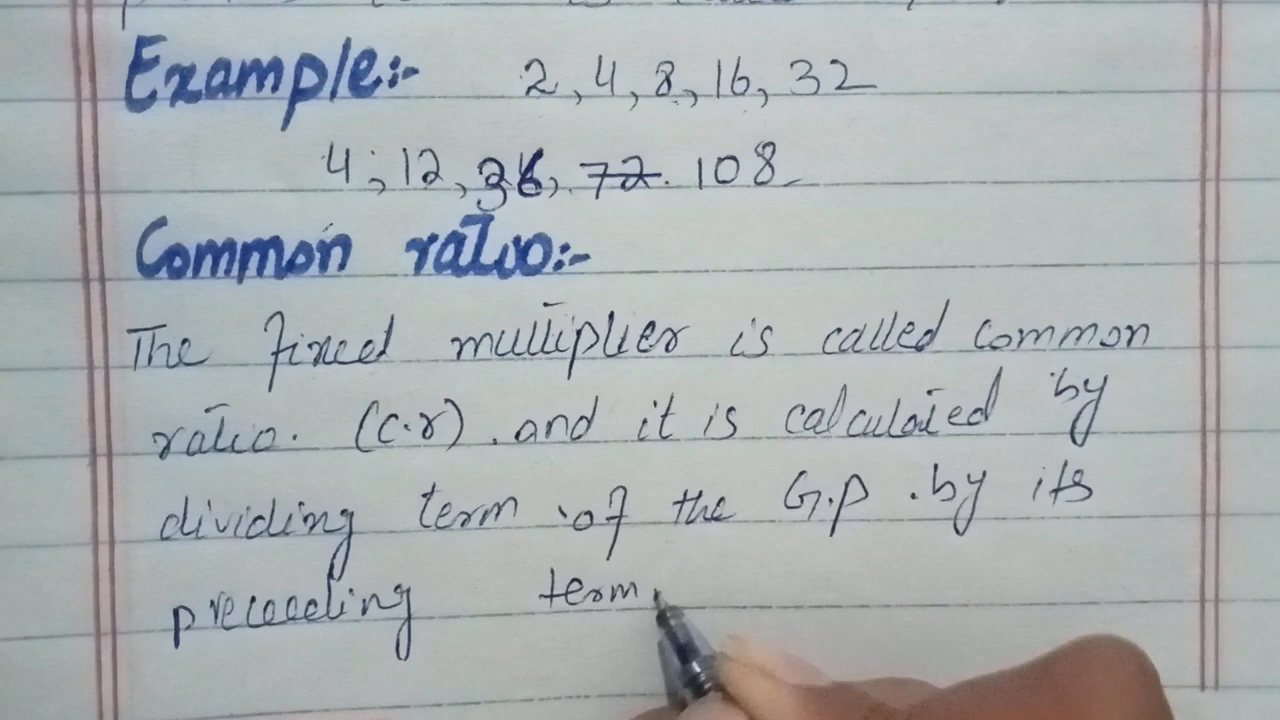 Example:- 2, 4, 8, 16, 32
4, 12, 36, 72. 108
Common ratio:-
The fixed multiplier is called common
ratio. (c.r). and it is calculated by
dividing term of the G.P. by its
preceeding term.